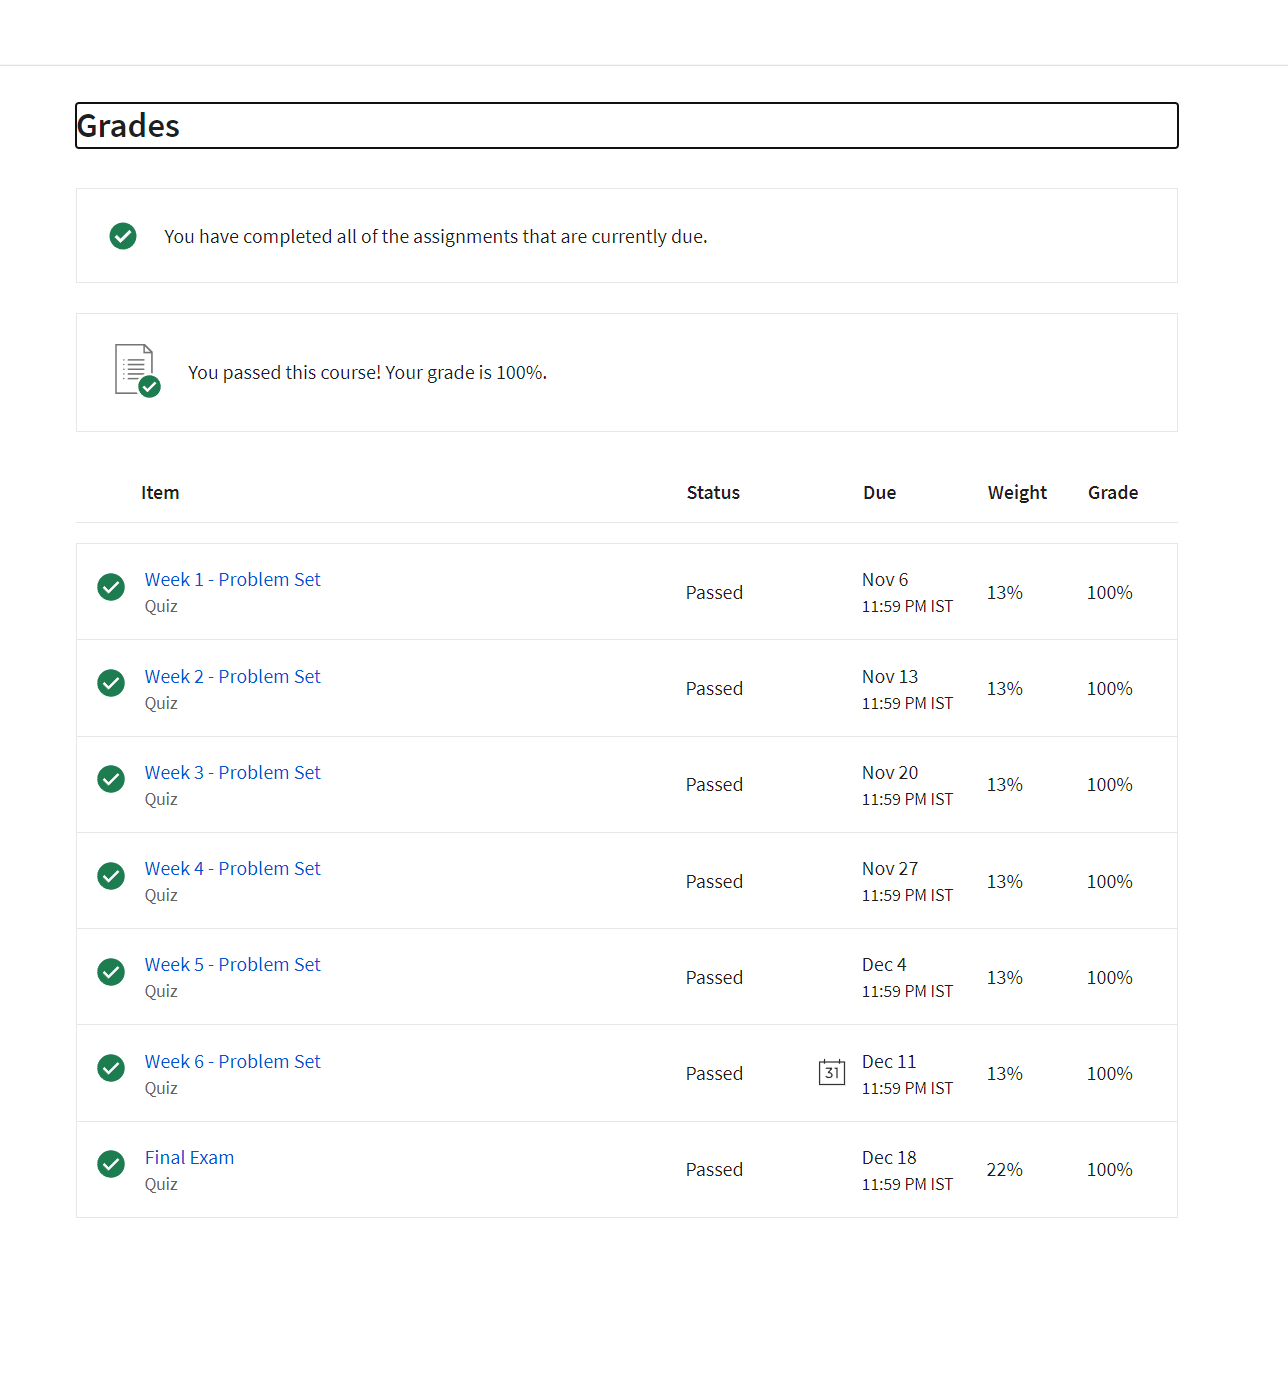 Grades
You have completed all of the assignments that are currently due.
You passed this course! Your grade is 100%.
Item Status Due Weight Grade
Week 1 - Problem Set
Quiz
Passed
Nov 6
11:59 PM IST
13%
100%
Week 2 - Problem Set
Quiz
Passed
Nov 13
11:59 PM IST
13%
100%
Week 3 - Problem Set
Quiz
Passed
Nov 20
11:59 PM IST
13%
100%
Week 4 - Problem Set
Quiz
Passed
Nov 27
11:59 PM IST
13%
100%
Week 5 - Problem Set
Quiz
Passed
Dec 4
11:59 PM IST
13%
100%
Week 6 - Problem Set
Quiz
Passed
31
Dec 11
11:59 PM IST
13%
100%
Final Exam
Quiz
Passed
Dec 18
11:59 PM IST
22%
100%